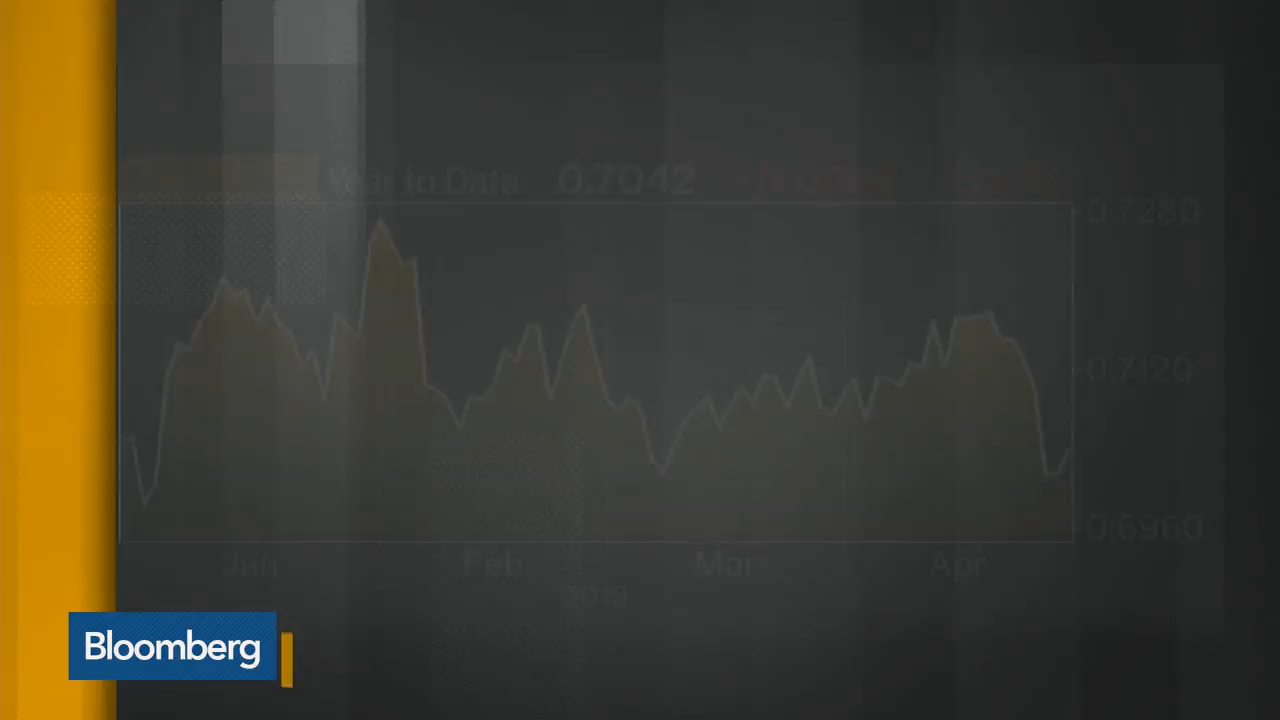 Year to Date 0.7042
0.7280
0.7120
0.6960
Jan Feb Mar Apr
2019
Bloomberg